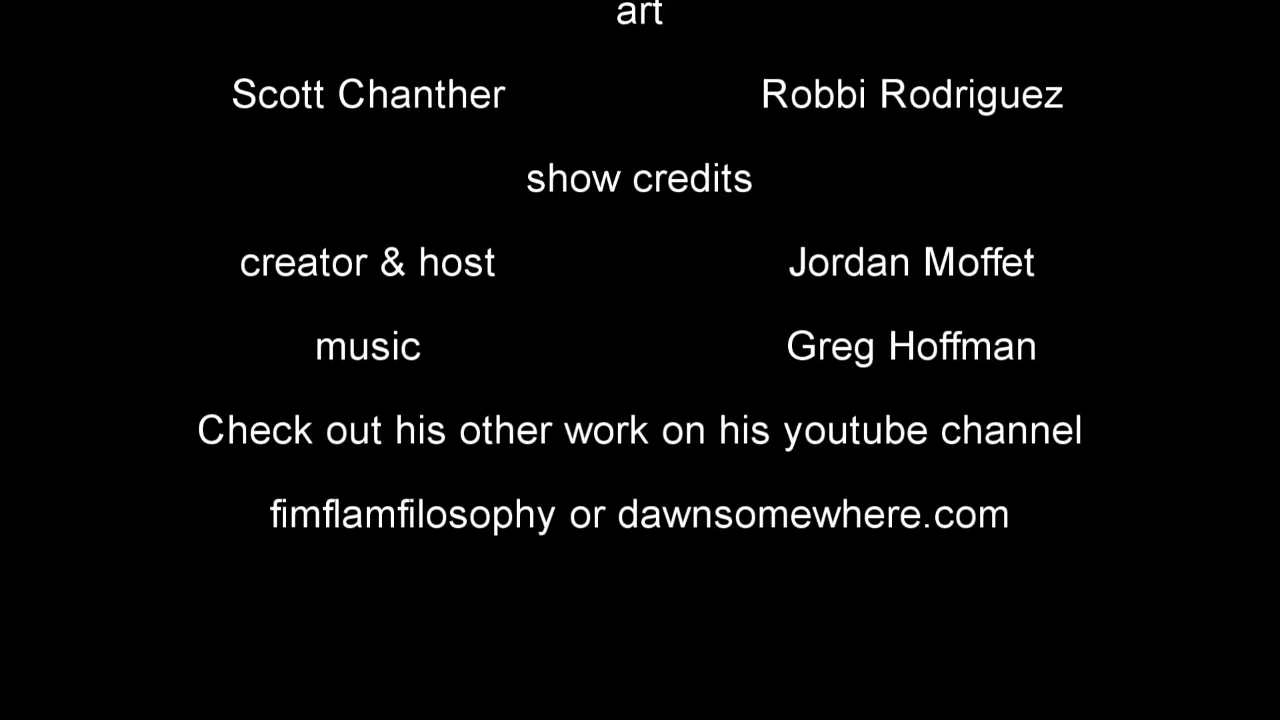 art
Scott Chanther Robbi Rodriguez
show credits
creator & host Jordan Moffet
music Greg Hoffman
Check out his other work on his youtube channel
fimflamfilosophy or dawnsomewhere.com